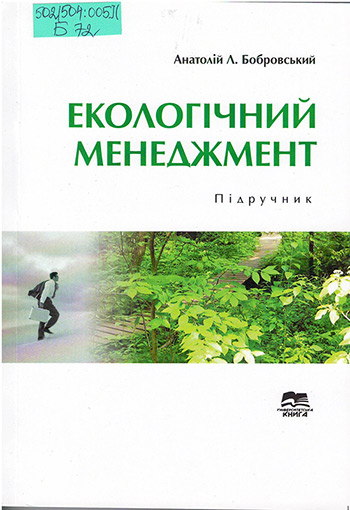 502/504:005](
Б 72
Анатолій Л. Бобровський
ЕКОЛОГІЧНИЙ
МЕНЕДЖМЕНТ
Підручник
УНІВЕРСИТЕТСЬКА
КНИГА